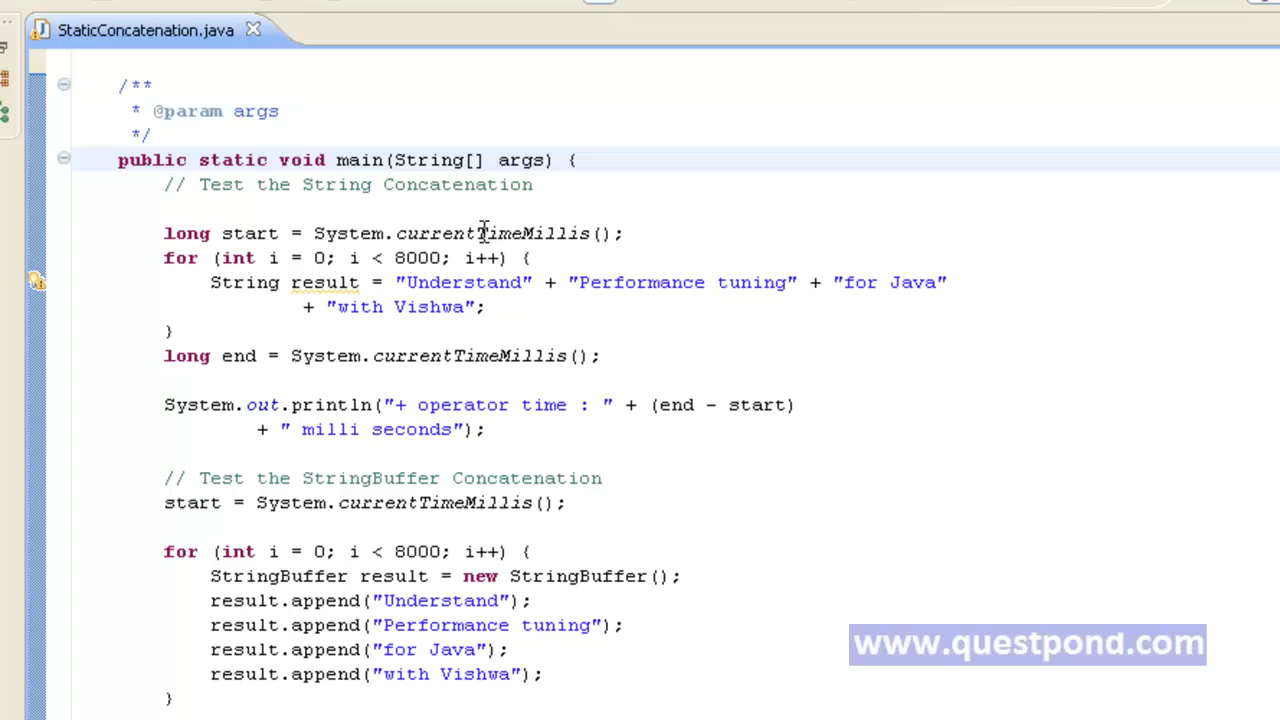 StaticConcatenation.java
/**
* @param args
*/
public static void main(String[] args) {
// Test the String Concatenation
long start = System.currentTimeMillis();
for (int i = 0; i < 8000; i++) {
String result = "Understand" + "Performance tuning" + "for Java"
+ "with Vishwa";
}
long end = System.currentTimeMillis();
System.out.println("+ operator time : " + (end - start)
+ " milli seconds");
// Test the StringBuffer Concatenation
start = System.currentTimeMillis();
for (int i = 0; i < 8000; i++) {
StringBuffer result = new StringBuffer();
result.append("Understand");
result.append("Performance tuning");
result.append("for Java");
result.append("with Vishwa");
}
www.questpond.com